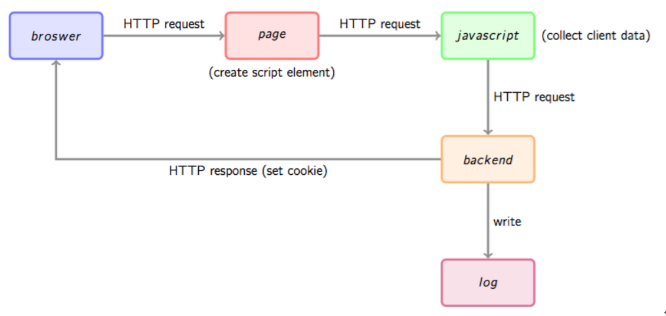 HTTP request
HTTP request
broswer
page
javascript
(collect client data)
(create script element)
HTTP request
backend
HTTP response (set cookie)
write
log